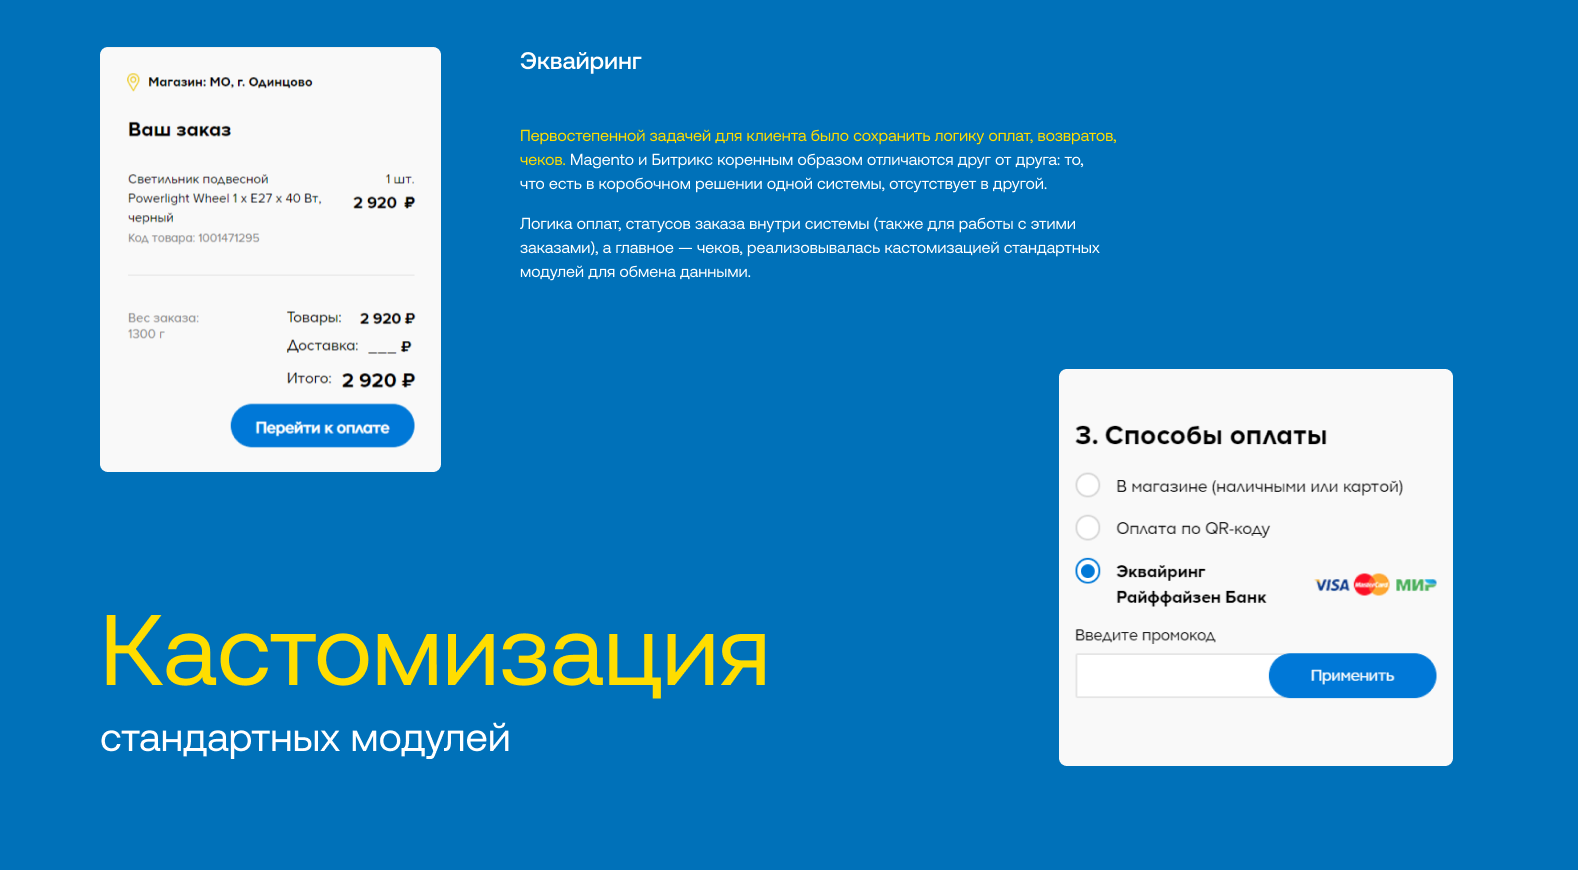 Магазин: МО, г. Одинцово
Ваш заказ
Светильник подвесной
Powerlight Wheel 1 x E27 x 40 Вт,
черный
1 шт.
2 920 ₽
Код товара: 1001471295
Вес заказа:
1300 г
Товары: 2 920 ₽
Доставка: ___ ₽
Итого: 2 920 ₽
Перейти к оплате
Эквайринг
Первостепенной задачей для клиента было сохранить логику оплат, возвратов,
чеков. Magento и Битрикс коренным образом отличаются друг от друга: то,
что есть в коробочном решении одной системы, отсутствует в другой.
Логика оплат, статусов заказа внутри системы (также для работы с этими
заказами), а главное — чеков, реализовывалась кастомизацией стандартных
модулей для обмена данными.
3. Способы оплаты
В магазине (наличными или картой)
Оплата по QR-коду
Эквайринг
Райффайзен Банк
VISA MasterCard МИР
Введите промокод
Применить
Кастомизация
стандартных модулей